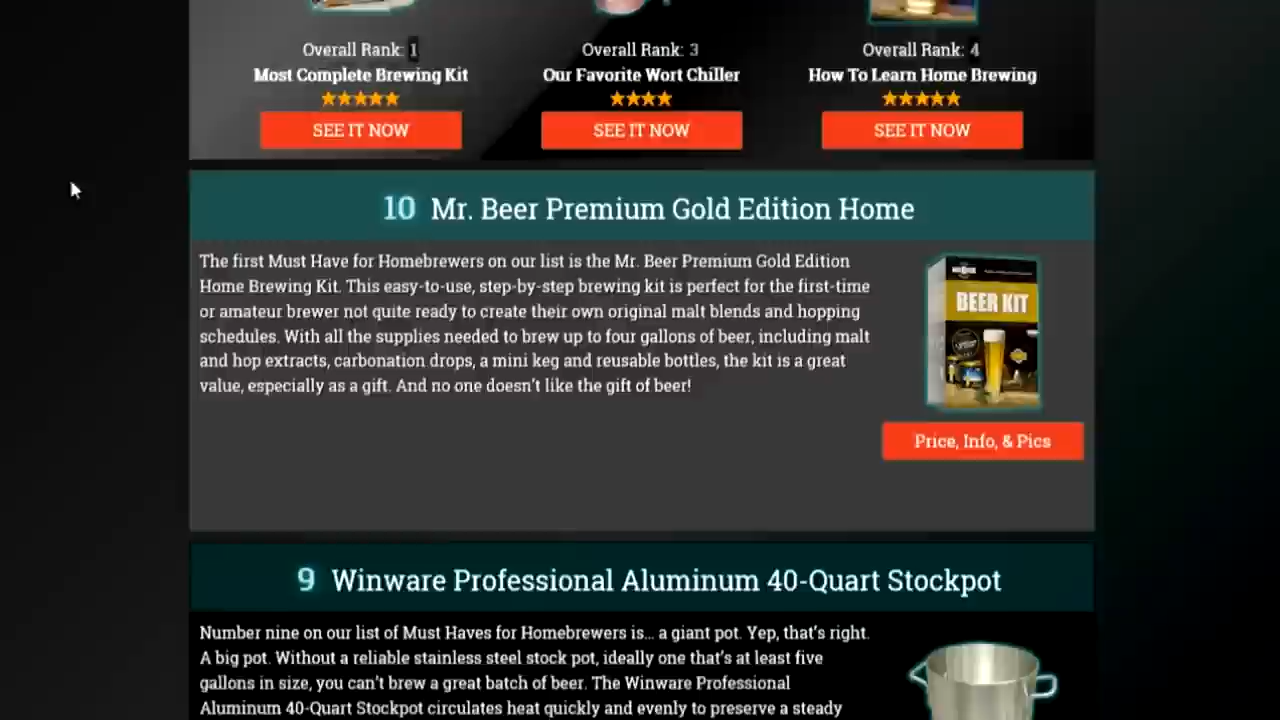 Overall Rank: 1
Most Complete Brewing Kit
SEE IT NOW
Overall Rank: 3
Our Favorite Wort Chiller
SEE IT NOW
Overall Rank: 4
How To Learn Home Brewing
SEE IT NOW
10 Mr. Beer Premium Gold Edition Home
The first Must Have for Homebrewers on our list is the Mr. Beer Premium Gold Edition
Home Brewing Kit. This easy-to-use, step-by-step brewing kit is perfect for the first-time
or amateur brewer not quite ready to create their own original malt blends and hopping
schedules. With all the supplies needed to brew up to four gallons of beer, including malt
and hop extracts, carbonation drops, a mini keg and reusable bottles, the kit is a great
value, especially as a gift. And no one doesn't like the gift of beer!
BEER KIT
Price, Info, & Pics
9 Winware Professional Aluminum 40-Quart Stockpot
Number nine on our list of Must Haves for Homebrewers is... a giant pot. Yep, that's right.
A big pot. Without a reliable stainless steel stock pot, ideally one that's at least five
gallons in size, you can't brew a great batch of beer. The Winware Professional
Aluminum 40-Quart Stockpot circulates heat quickly and evenly to preserve a steady